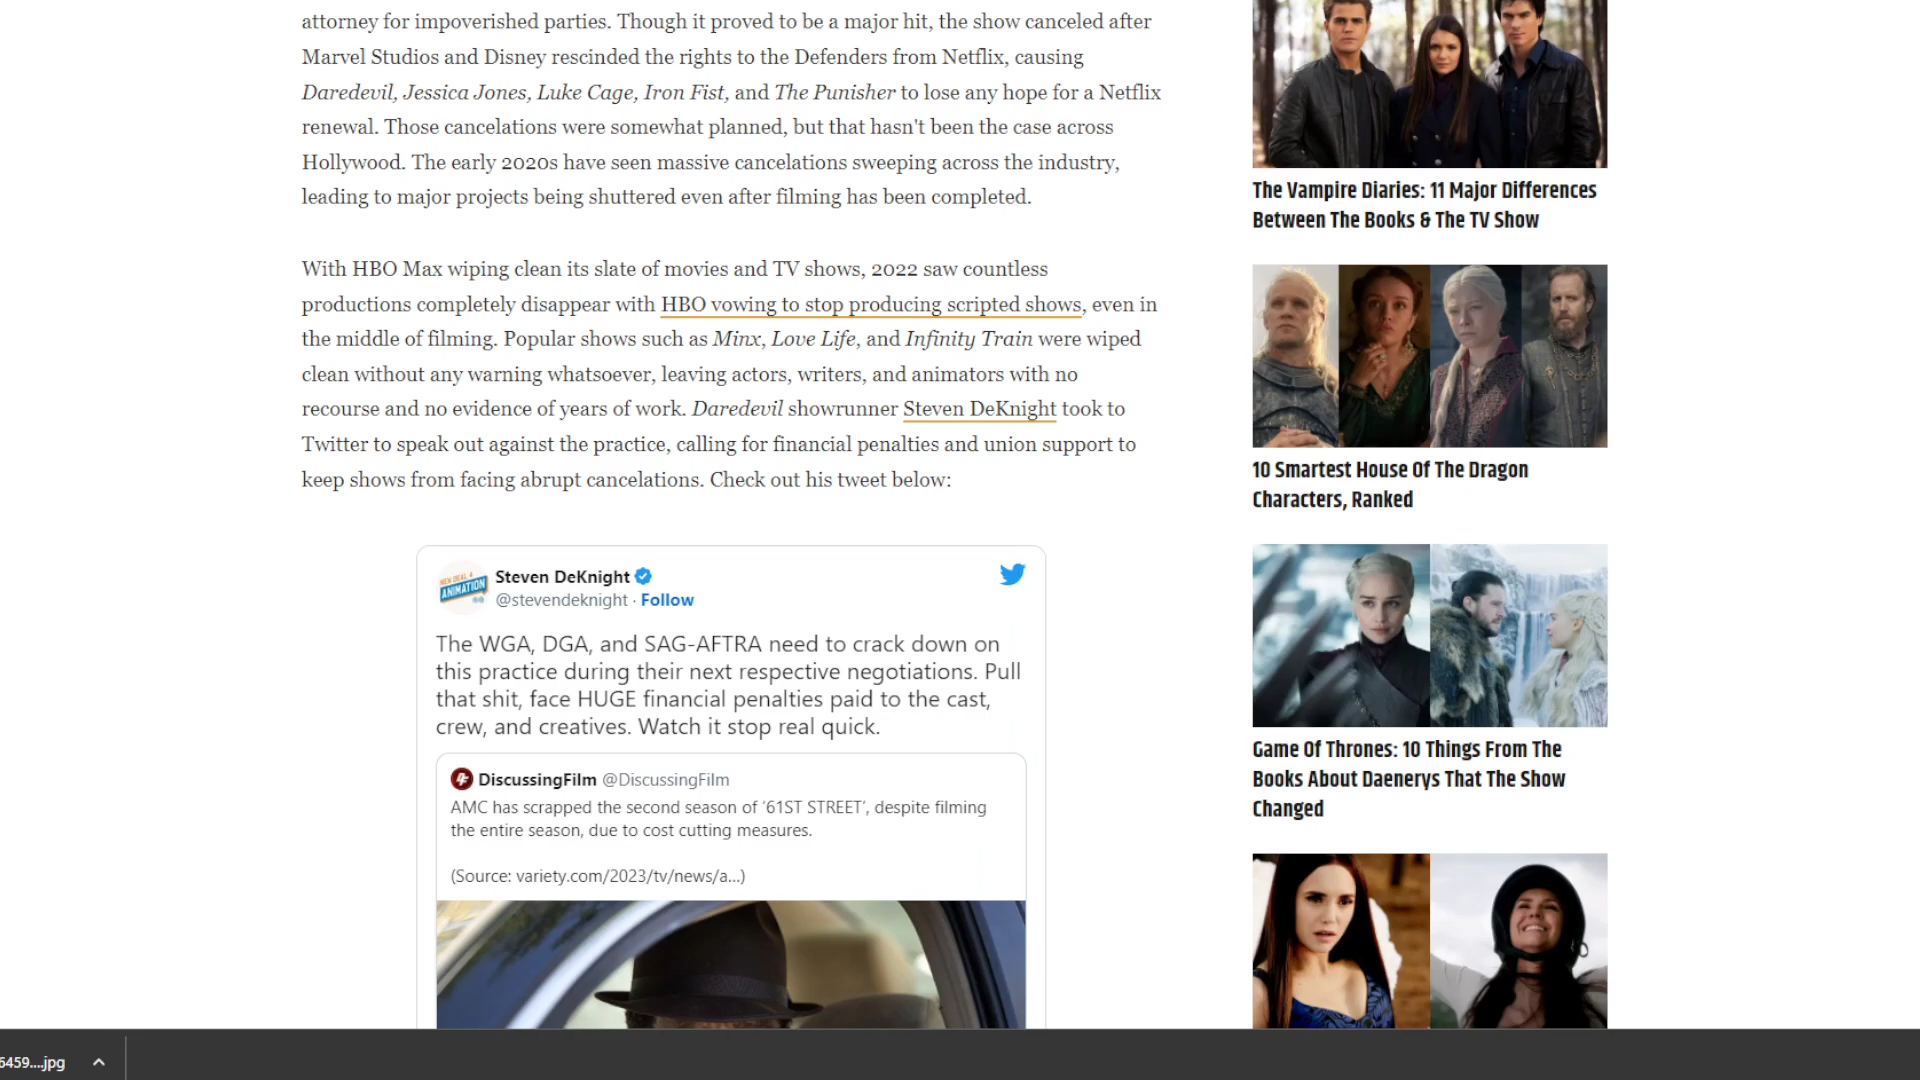 attorney for impoverished parties. Though it proved to be a major hit, the show canceled after
Marvel Studios and Disney rescinded the rights to the Defenders from Netflix, causing
Daredevil, Jessica Jones, Luke Cage, Iron Fist, and The Punisher to lose any hope for a Netflix
renewal. Those cancelations were somewhat planned, but that hasn't been the case across
Hollywood. The early 2020s have seen massive cancelations sweeping across the industry,
leading to major projects being shuttered even after filming has been completed.
With HBO Max wiping clean its slate of movies and TV shows, 2022 saw countless
productions completely disappear with HBO vowing to stop producing scripted shows, even in
the middle of filming. Popular shows such as Minx, Love Life, and Infinity Train were wiped
clean without any warning whatsoever, leaving actors, writers, and animators with no
recourse and no evidence of years of work. Daredevil showrunner Steven DeKnight took to
Twitter to speak out against the practice, calling for financial penalties and union support to
keep shows from facing abrupt cancelations. Check out his tweet below:
NEW DEAL 4
ANIMATION
Steven DeKnight
@stevendeknight · Follow
The WGA, DGA, and SAG-AFTRA need to crack down on
this practice during their next respective negotiations. Pull
that shit, face HUGE financial penalties paid to the cast,
crew, and creatives. Watch it stop real quick.
DiscussingFilm @DiscussingFilm
AMC has scrapped the second season of ‘61ST STREET’, despite filming
the entire season, due to cost cutting measures.
(Source: variety.com/2023/tv/news/a…)
The Vampire Diaries: 11 Major Differences
Between The Books & The TV Show
10 Smartest House Of The Dragon
Characters, Ranked
Game Of Thrones: 10 Things From The
Books About Daenerys That The Show
Changed
6459....jpg